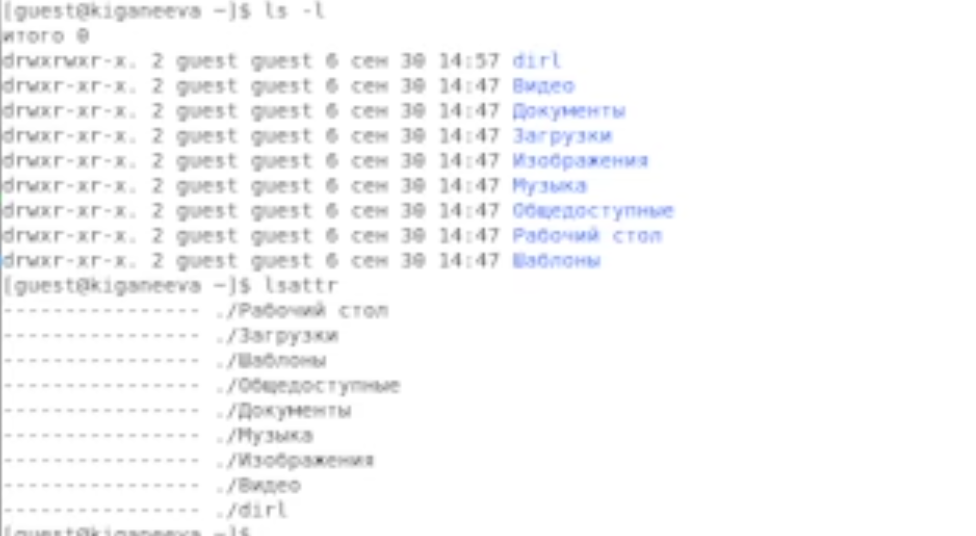 [guest@kiganeeva ~]$ ls -l
итого 0
drwxrwxr-x. 2 guest guest 6 сен 30 14:57 dir1
drwxr-xr-x. 2 guest guest 6 сен 30 14:47 Видео
drwxr-xr-x. 2 guest guest 6 сен 30 14:47 Документы
drwxr-xr-x. 2 guest guest 6 сен 30 14:47 Загрузки
drwxr-xr-x. 2 guest guest 6 сен 30 14:47 Изображения
drwxr-xr-x. 2 guest guest 6 сен 30 14:47 Музыка
drwxr-xr-x. 2 guest guest 6 сен 30 14:47 Общедоступные
drwxr-xr-x. 2 guest guest 6 сен 30 14:47 Рабочий стол
drwxr-xr-x. 2 guest guest 6 сен 30 14:47 Шаблоны
[guest@kiganeeva ~]$ lsattr
---------------- ./Рабочий стол
---------------- ./Загрузки
---------------- ./Шаблоны
---------------- ./Общедоступные
---------------- ./Документы
---------------- ./Музыка
---------------- ./Изображения
---------------- ./Видео
---------------- ./dir1
[guest@kiganeeva ~]$